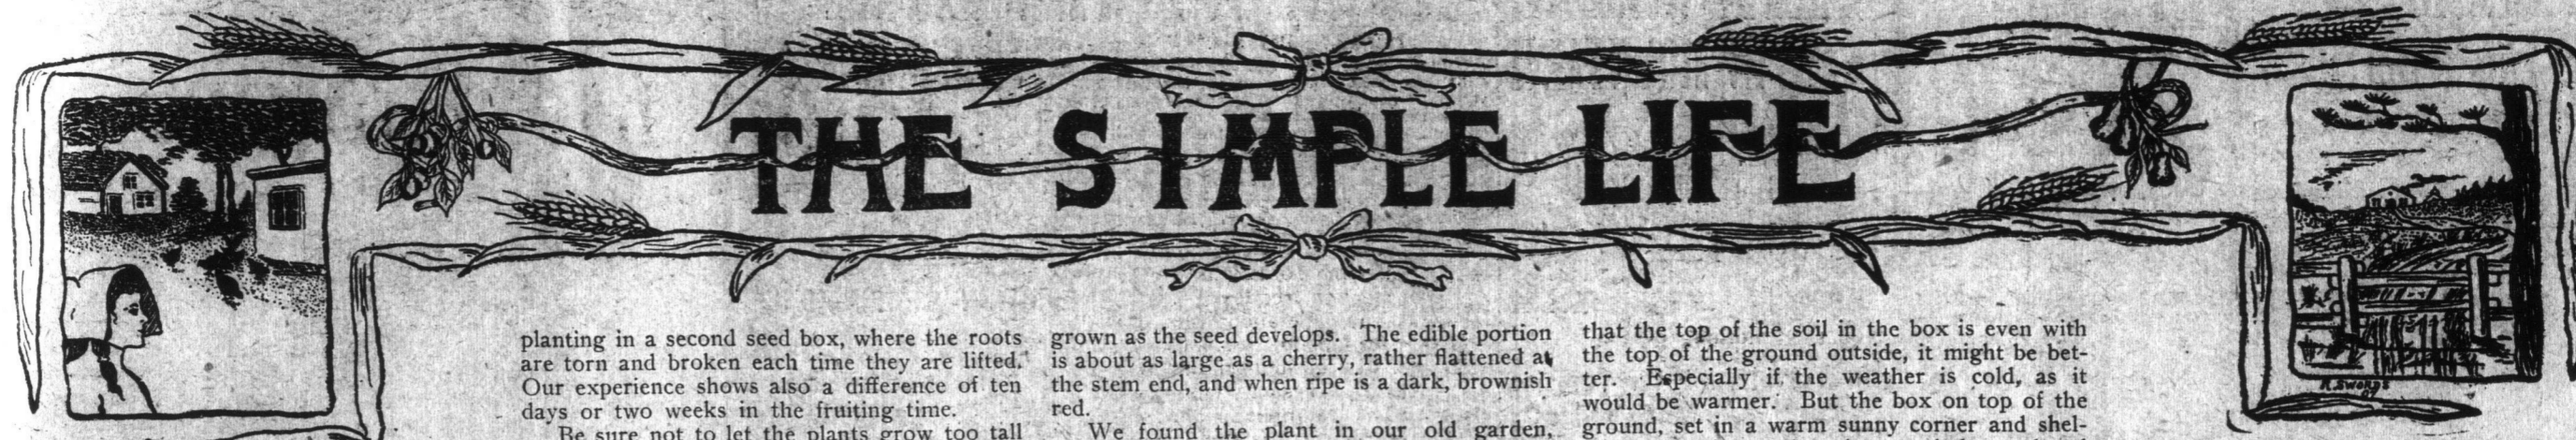 THE SIMPLE LIFE
planting in a second seed box, where the roots
are torn and broken each time they are lifted.
Our experience shows also a difference of ten
days or two weeks in the fruiting time.
Be sure not to let the plants grow too tall
grown as the seed develops. The edible portion
is about as large as a cherry, rather flattened at
the stem end, and when ripe is a dark, brownish
red.
We found the plant in our old garden,
that the top of the soil in the box is even with
the top of the ground outside, it might be bet-
ter. Especially if the weather is cold, as it
would be warmer. But the box on top of the
ground, set in a warm sunny corner and shel-
K. SWORDS